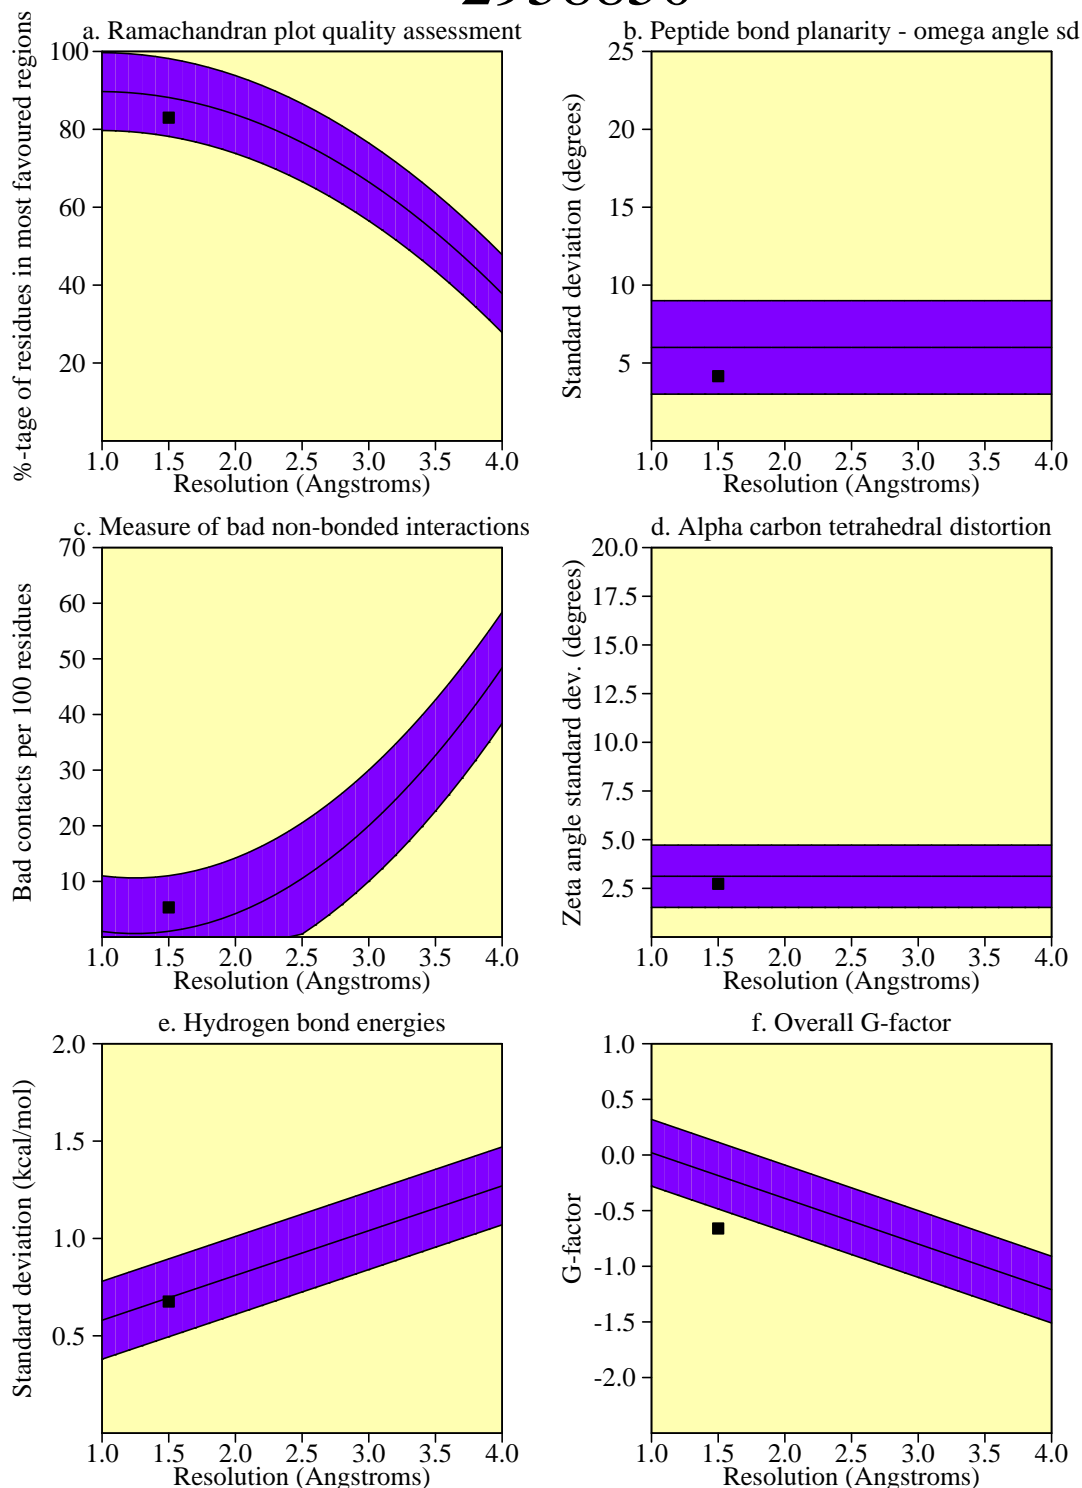 a. Ramachandran plot quality assessment
%-tage of residues in most favoured regions
100
80
60
40
20
1.0 1.5 2.0 2.5 3.0 3.5 4.0
Resolution (Angstroms)
b. Peptide bond planarity - omega angle sd
Standard deviation (degrees)
25
20
15
10
5
1.0 1.5 2.0 2.5 3.0 3.5 4.0
Resolution (Angstroms)
c. Measure of bad non-bonded interactions
Bad contacts per 100 residues
70
60
50
40
30
20
10
1.0 1.5 2.0 2.5 3.0 3.5 4.0
Resolution (Angstroms)
d. Alpha carbon tetrahedral distortion
Zeta angle standard dev. (degrees)
20.0
17.5
15.0
12.5
10.0
7.5
5.0
2.5
1.0 1.5 2.0 2.5 3.0 3.5 4.0
Resolution (Angstroms)
e. Hydrogen bond energies
Standard deviation (kcal/mol)
2.0
1.5
1.0
0.5
1.0 1.5 2.0 2.5 3.0 3.5 4.0
Resolution (Angstroms)
f. Overall G-factor
G-factor
1.0
0.5
0.0
-0.5
-1.0
-1.5
-2.0
1.0 1.5 2.0 2.5 3.0 3.5 4.0
Resolution (Angstroms)